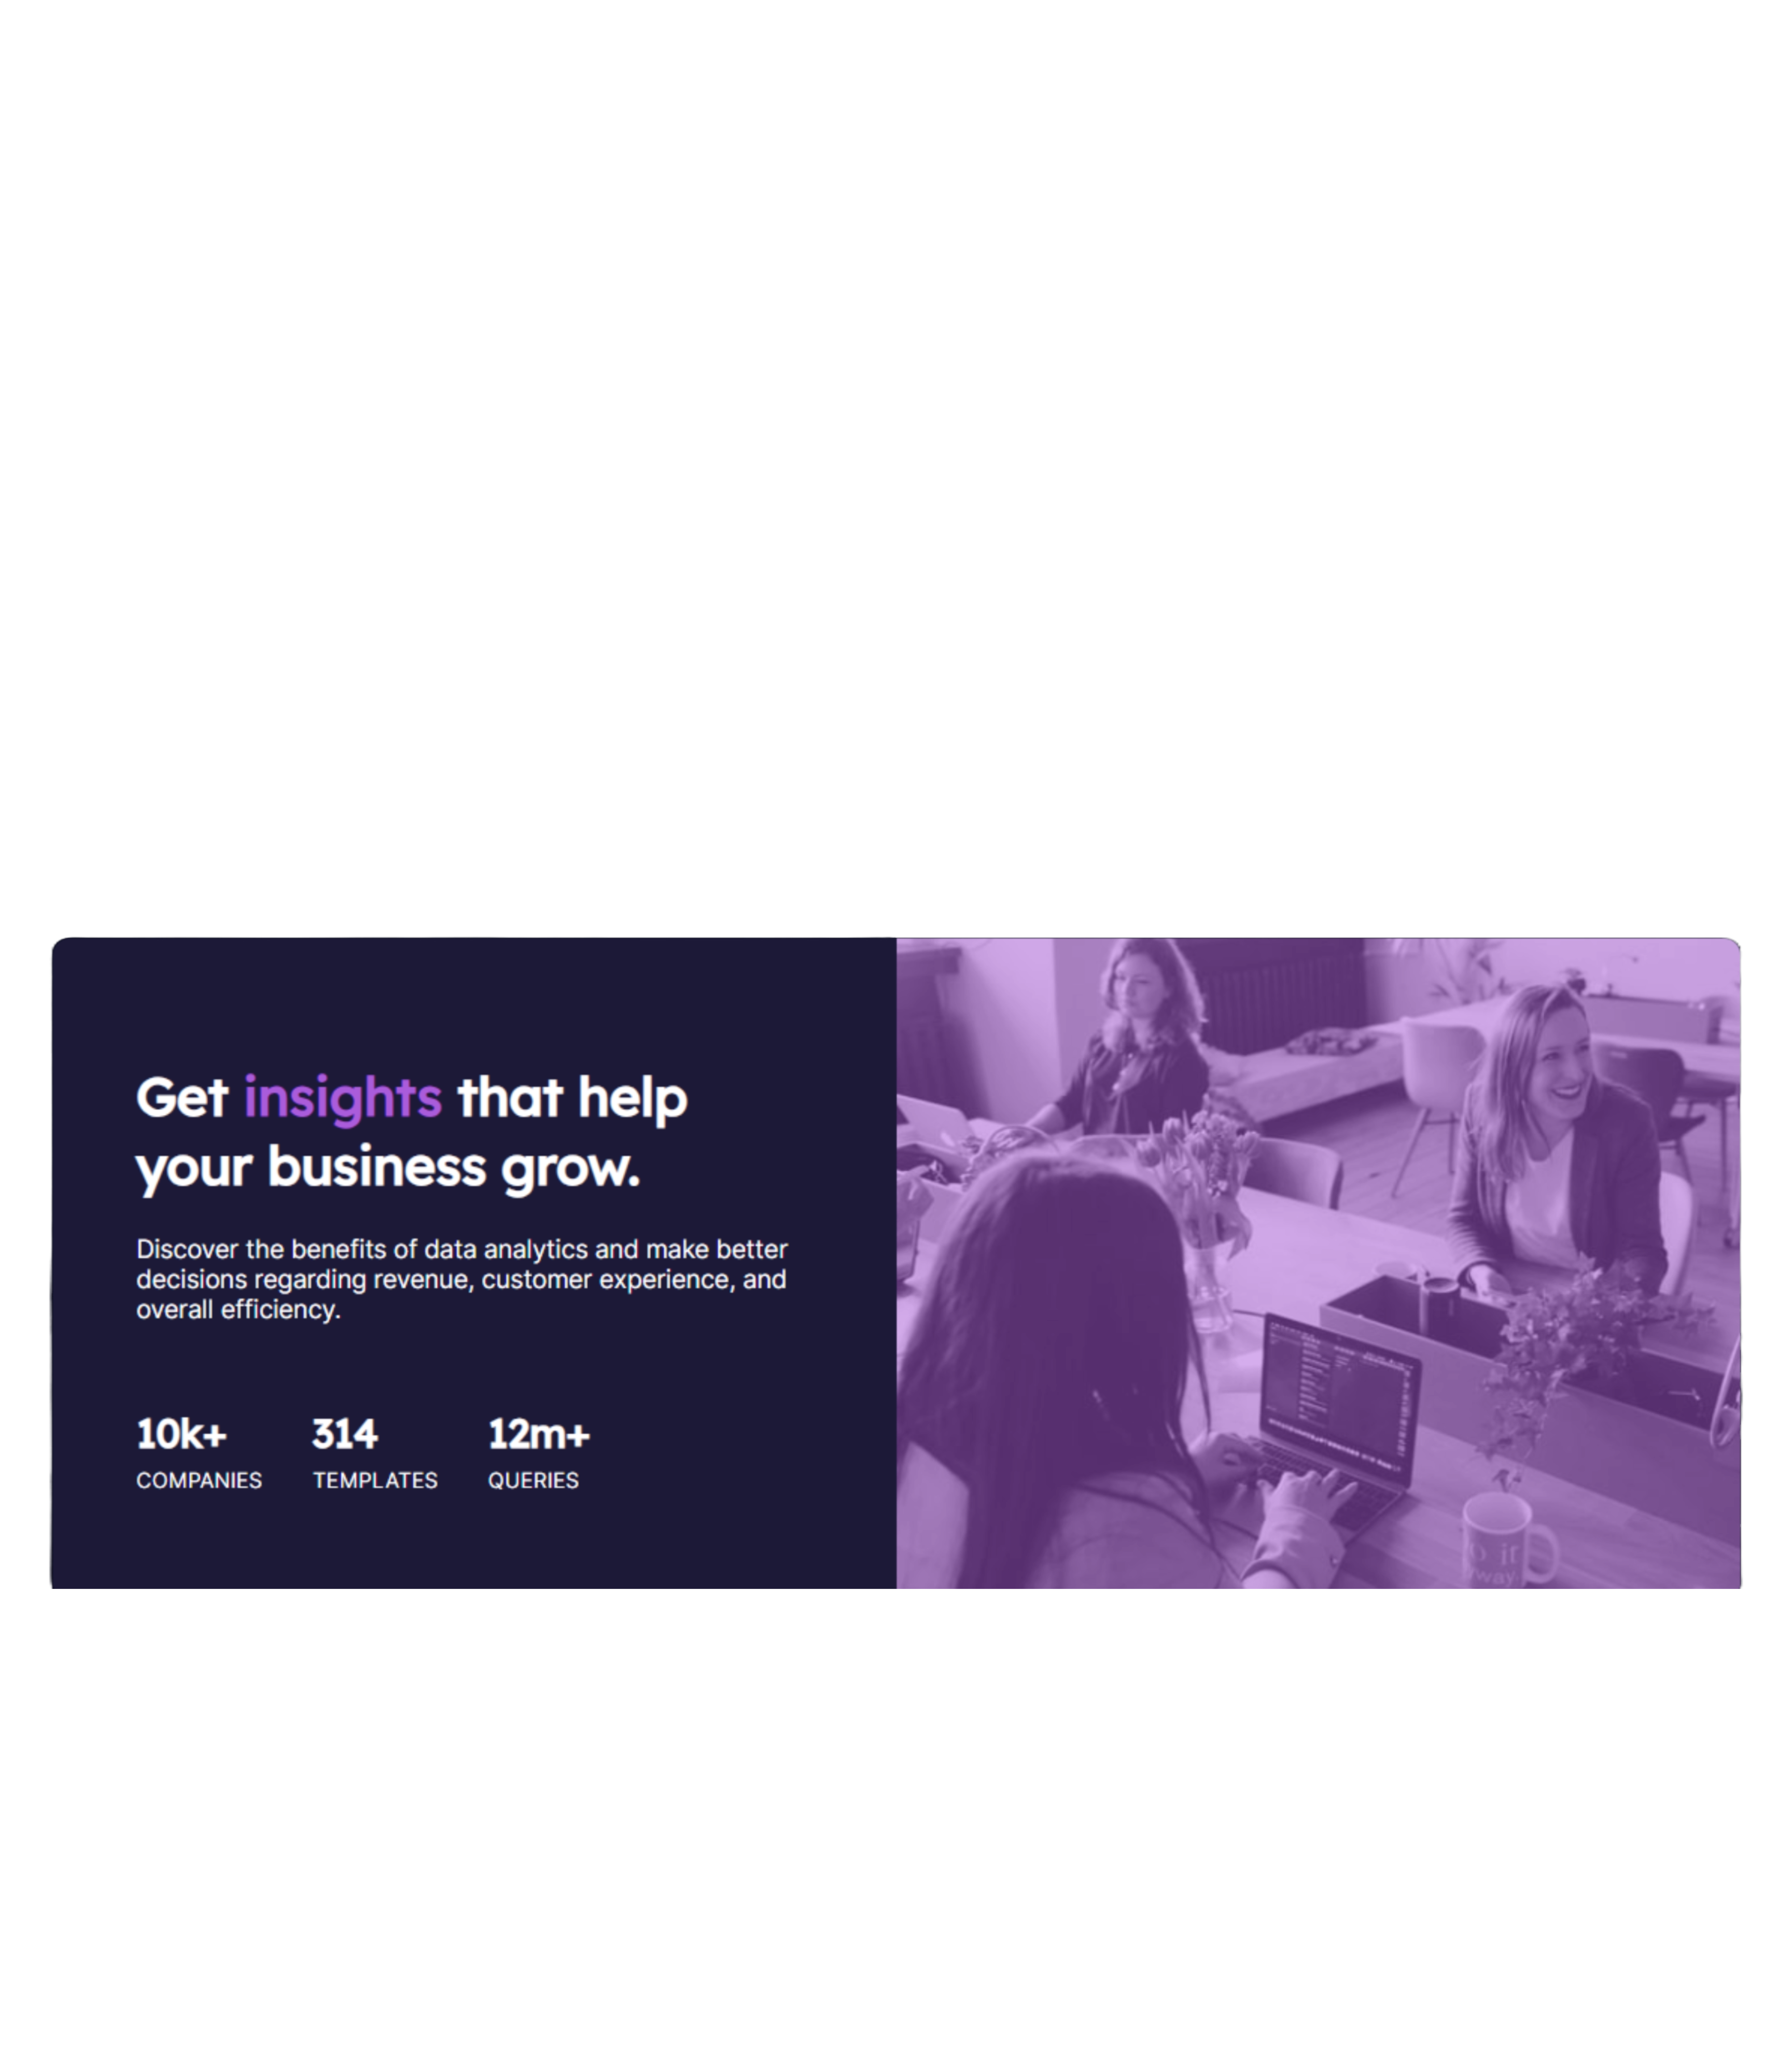 Get insights that help
your business grow.
Discover the benefits of data analytics and make better
decisions regarding revenue, customer experience, and
overall efficiency.
10k+ 314 12m+
COMPANIES TEMPLATES QUERIES